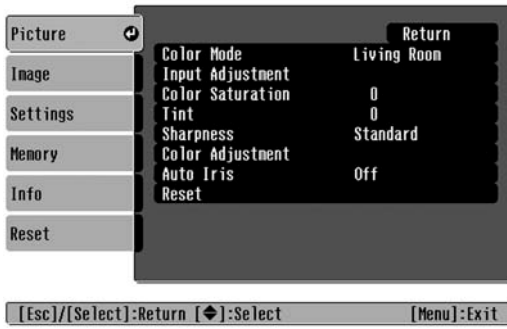 Picture
Image
Settings
Memory
Info
Reset
Return
Color Mode Living Room
Input Adjustment
Color Saturation 0
Tint 0
Sharpness Standard
Color Adjustment
Auto Iris Off
Reset
[Esc]/[Select]:Return [◆]:Select [Menu]:Exit